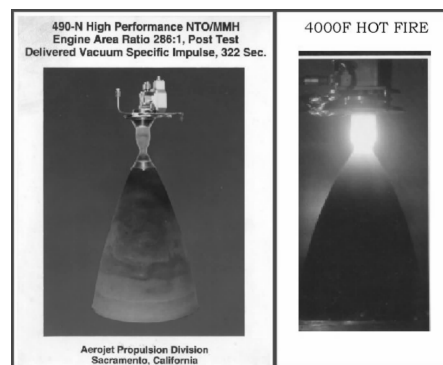 490-N High Performance NTO/MMH
Engine Area Ratio 286:1, Post Test
Delivered Vacuum Specific Impulse, 322 Sec.
Aerojet Propulsion Division
Sacramento, California
4000F HOT FIRE